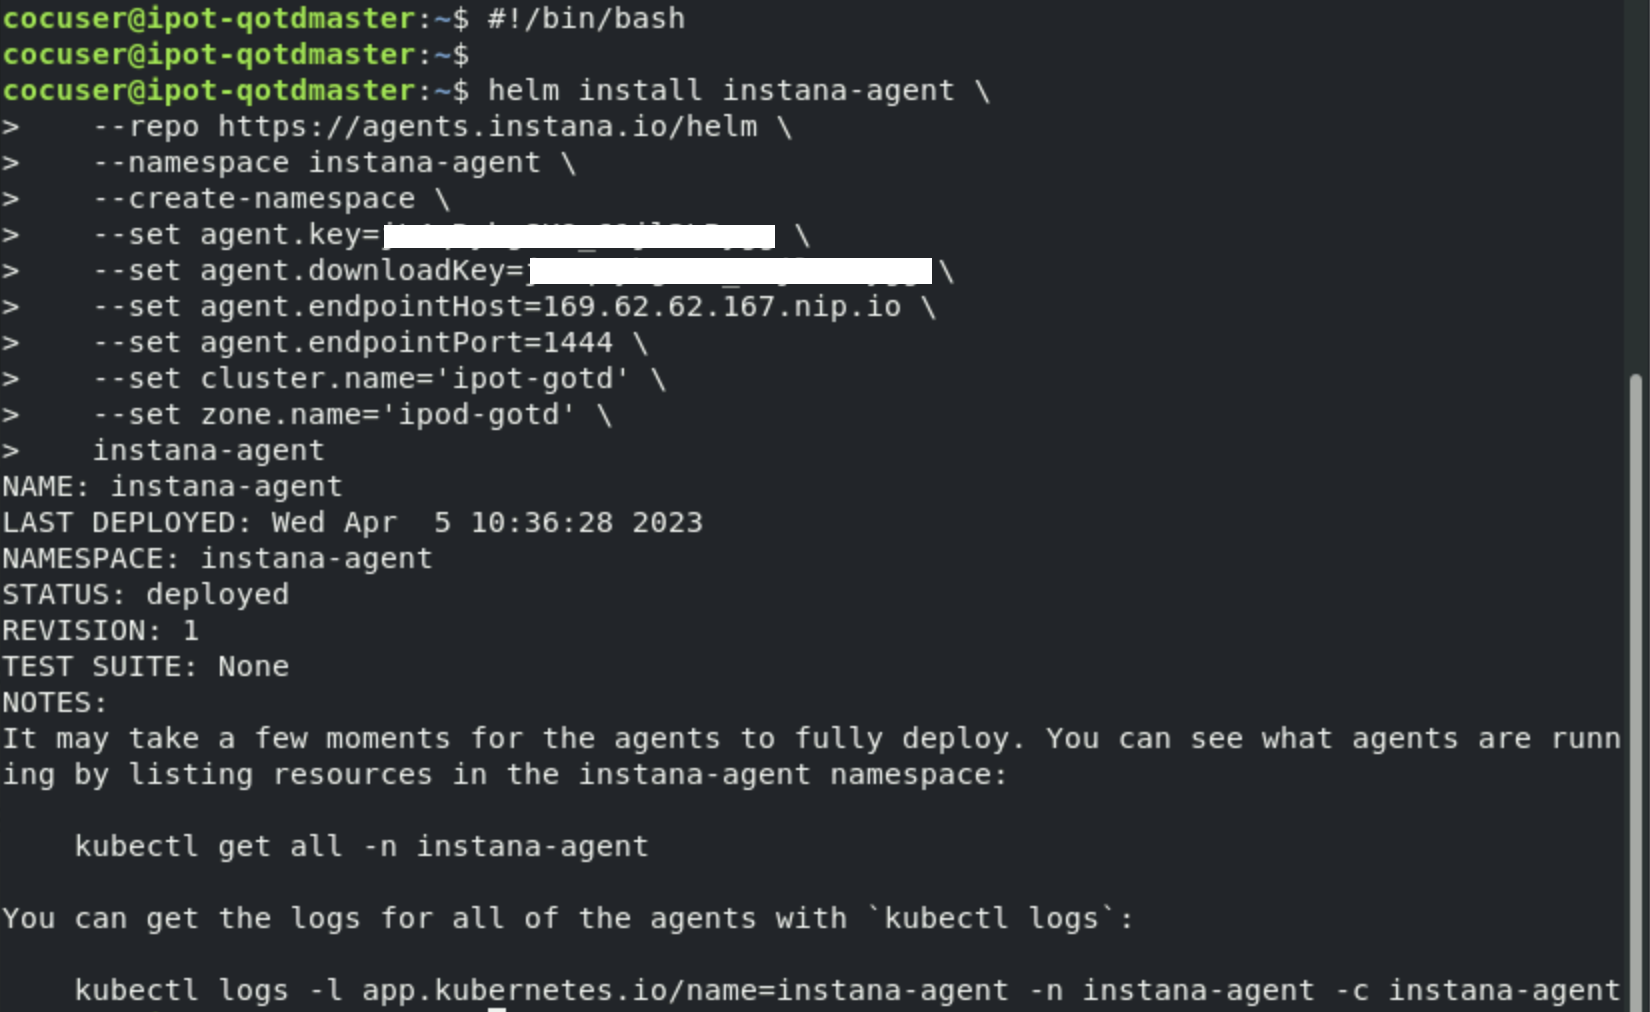 cocuser@ipot-qotdmaster:~$ #!/bin/bash
cocuser@ipot-qotdmaster:~$
cocuser@ipot-qotdmaster:~$ helm install instana-agent \
>    --repo https://agents.instana.io/helm \
>    --namespace instana-agent \
>    --create-namespace \
>    --set agent.key= \
>    --set agent.downloadKey= \
>    --set agent.endpointHost=169.62.62.167.nip.io \
>    --set agent.endpointPort=1444 \
>    --set cluster.name='ipot-gotd' \
>    --set zone.name='ipod-gotd' \
>    instana-agent
NAME: instana-agent
LAST DEPLOYED: Wed Apr  5 10:36:28 2023
NAMESPACE: instana-agent
STATUS: deployed
REVISION: 1
TEST SUITE: None
NOTES:
It may take a few moments for the agents to fully deploy. You can see what agents are runn
ing by listing resources in the instana-agent namespace:
    kubectl get all -n instana-agent
You can get the logs for all of the agents with `kubectl logs`:
    kubectl logs -l app.kubernetes.io/name=instana-agent -n instana-agent -c instana-agent